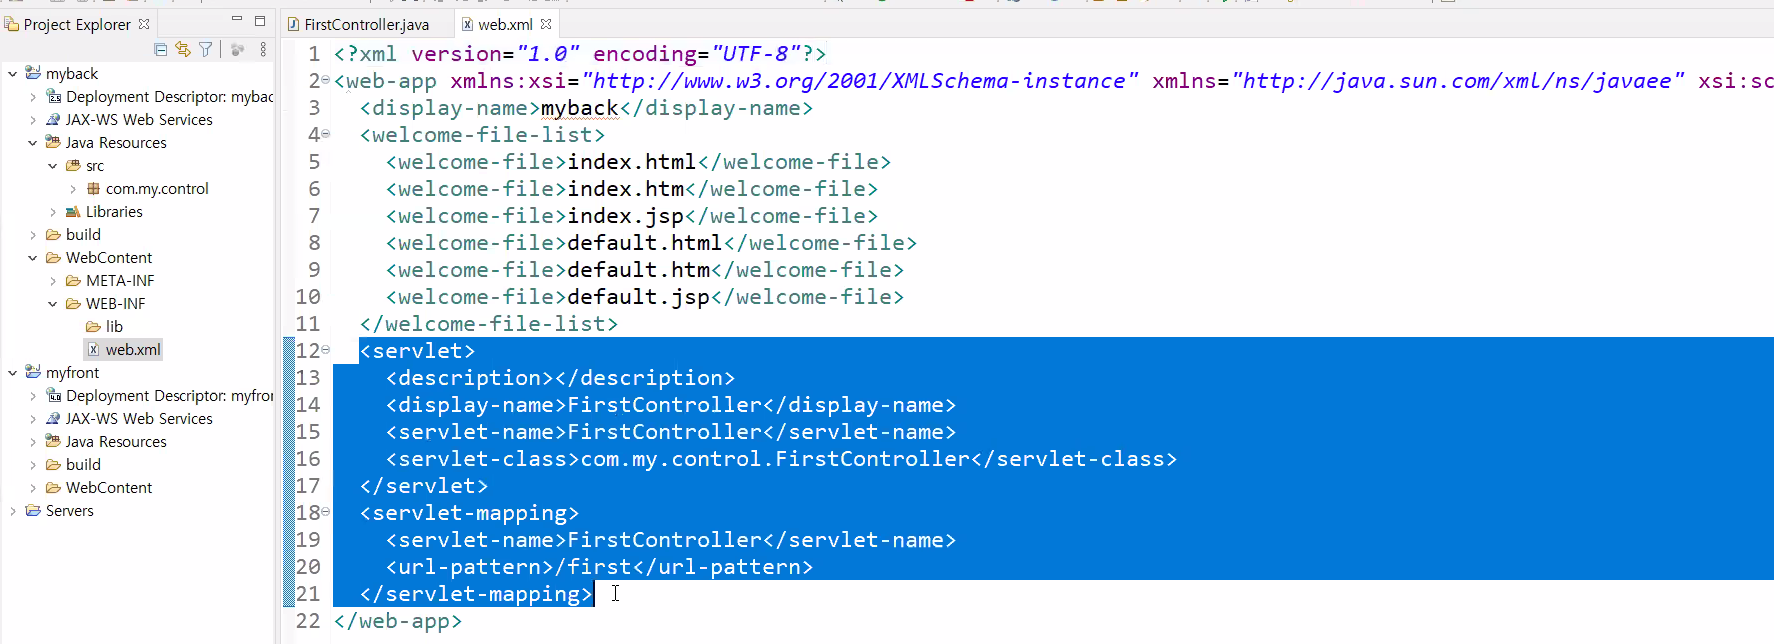 Project Explorer
FirstController.java
web.xml
myback
Deployment Descriptor: mybac
JAX-WS Web Services
Java Resources
src
com.my.control
Libraries
build
WebContent
META-INF
WEB-INF
lib
web.xml
myfront
Deployment Descriptor: myfror
JAX-WS Web Services
Java Resources
build
WebContent
Servers
1 <?xml version="1.0" encoding="UTF-8"?>
2 <web-app xmlns:xsi="http://www.w3.org/2001/XMLSchema-instance" xmlns="http://java.sun.com/xml/ns/javaee" xsi:sc
3 <display-name>myback</display-name>
4 <welcome-file-list>
5 <welcome-file>index.html</welcome-file>
6 <welcome-file>index.htm</welcome-file>
7 <welcome-file>index.jsp</welcome-file>
8 <welcome-file>default.html</welcome-file>
9 <welcome-file>default.htm</welcome-file>
10 <welcome-file>default.jsp</welcome-file>
11 </welcome-file-list>
12 <servlet>
13 <description></description>
14 <display-name>FirstController</display-name>
15 <servlet-name>FirstController</servlet-name>
16 <servlet-class>com.my.control.FirstController</servlet-class>
17 </servlet>
18 <servlet-mapping>
19 <servlet-name>FirstController</servlet-name>
20 <url-pattern>/first</url-pattern>
21 </servlet-mapping>
22 </web-app>